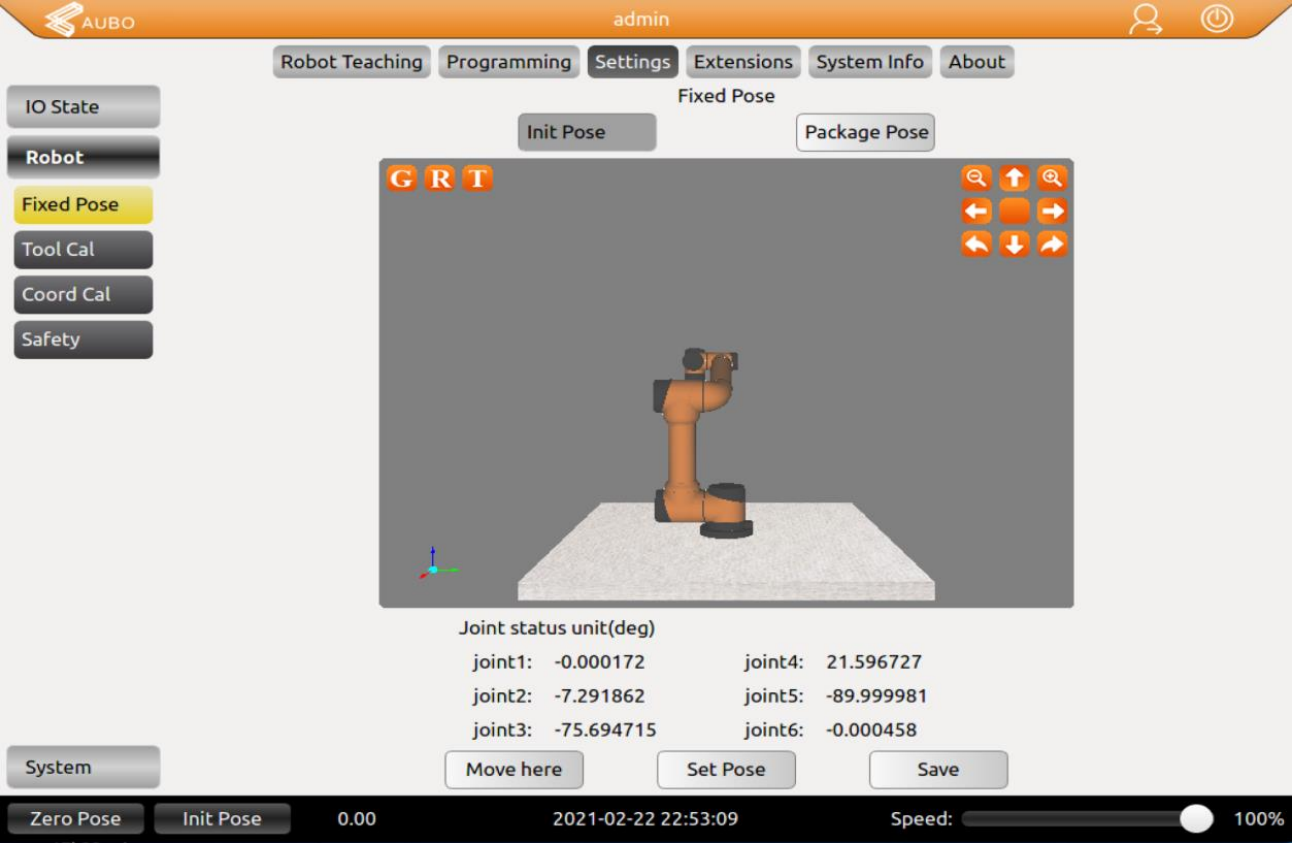 AUBO
admin
Robot Teaching Programming Settings Extensions System Info About
Fixed Pose
IO State
Init Pose Package Pose
Robot
G R T
Fixed Pose
Tool Cal
Coord Cal
Safety
Joint status unit(deg)
joint1: -0.000172 joint4: 21.596727
joint2: -7.291862 joint5: -89.999981
joint3: -75.694715 joint6: -0.000458
System Move here Set Pose Save
Zero Pose Init Pose 0.00 2021-02-22 22:53:09 Speed: 100%